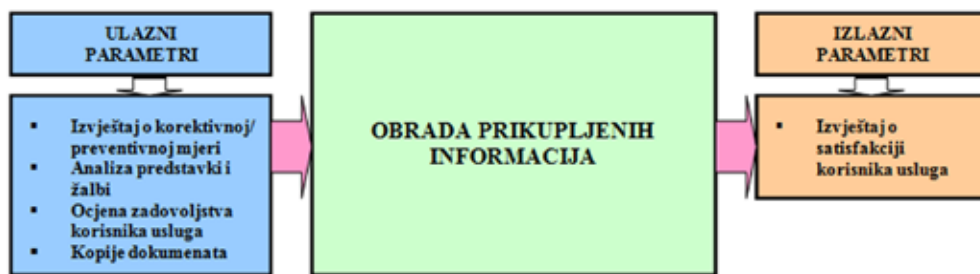 ULAZNI
PARAMETRI
▪ Izvještaj o korektivnoj/
preventivnoj mjeri
▪ Analiza predstavki i
žalbi
▪ Ocjena zadovoljstva
korisnika usluga
▪ Kopije dokumenata
OBRADA PRIKUPLJENIH
INFORMACIJA
IZLAZNI
PARAMETRI
▪ Izvještaj o
satisfakciji
korisnika usluga